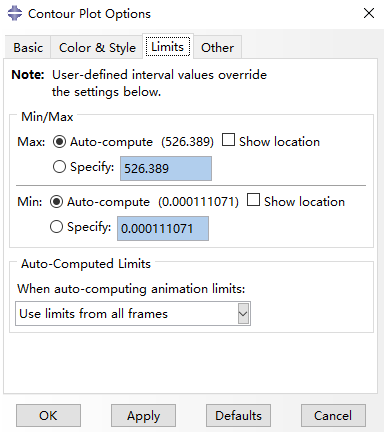 Contour Plot Options
Basic Color & Style Limits Other
Note: User-defined interval values override
the settings below.
Min/Max
Max: Auto-compute (526.389) Show location
Specify: 526.389
Min: Auto-compute (0.000111071) Show location
Specify: 0.000111071
Auto-Computed Limits
When auto-computing animation limits:
Use limits from all frames
OK Apply Defaults Cancel